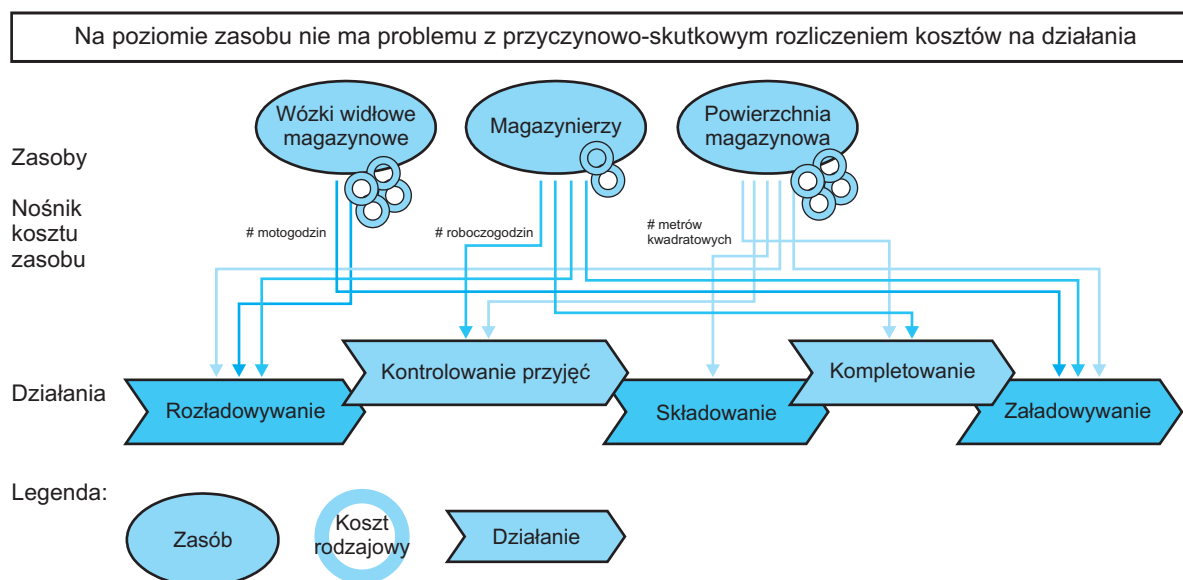 Na poziomie zasobu nie ma problemu z przyczynowo-skutkowym rozliczeniem kosztów na działania
Wózki widłowe
magazynowe
Magazynierzy
Powierzchnia
magazynowa
Zasoby
Nośnik
kosztu
zasobu
# motogodzin
# roboczogodzin
# metrów
kwadratowych
Działania
Rozładowywanie
Kontrolowanie przyjęć
Składowanie
Kompletowanie
Załadowywanie
Legenda:
Zasób
Koszt
rodzajowy
Działanie